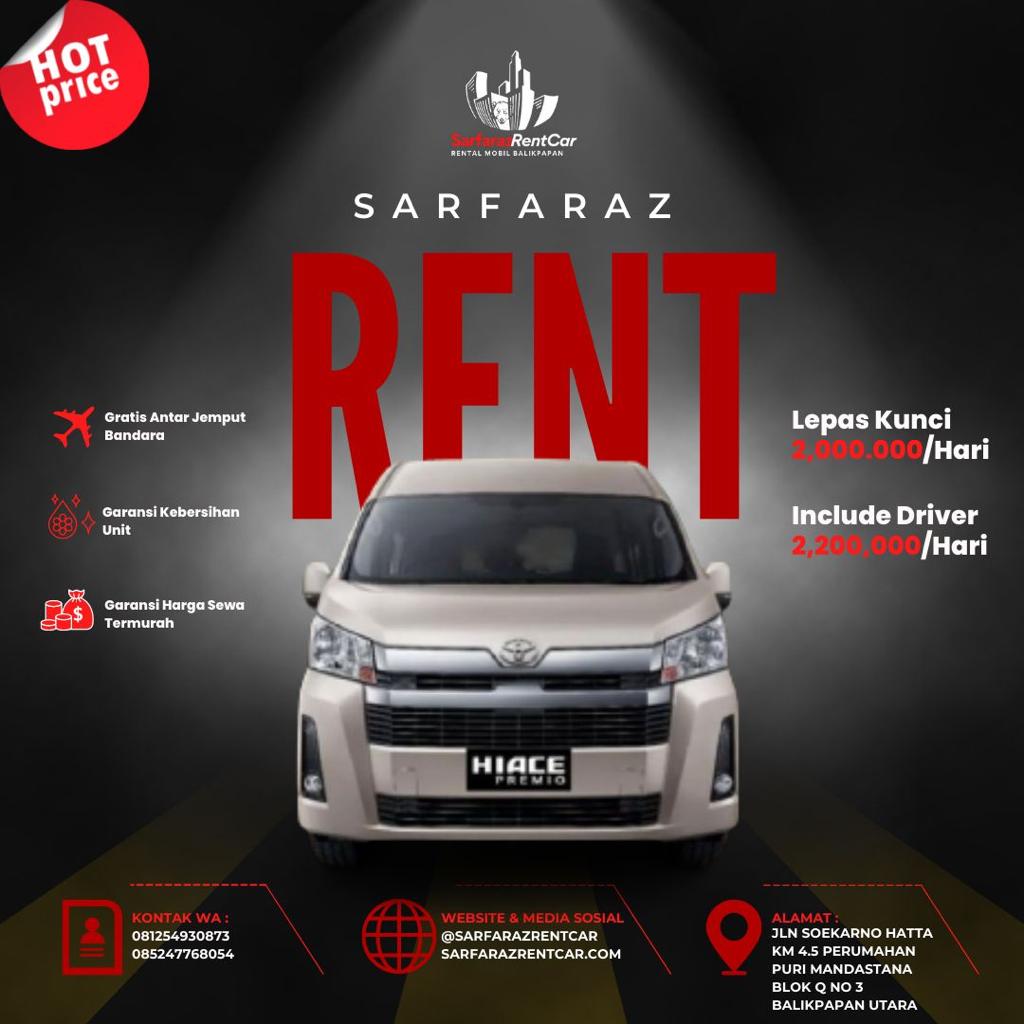 HOT
price
SarfarazRentCar
RENTAL MOBIL BALIKPAPAN
SARFARAZ
RENT
Gratis Antar Jemput
Bandara
Garansi Kebersihan
Unit
Garansi Harga Sewa
Termurah
Lepas Kunci
2,000.000/Hari
Include Driver
2,200,000/Hari
HIACE
PREMIO
KONTAK WA :
081254930873
085247768054
WEBSITE & MEDIA SOSIAL
@SARFARAZRENTCAR
SARFARAZRENTCAR.COM
ALAMAT :
JLN SOEKARNO HATTA
KM 4.5 PERUMAHAN
PURI MANDASTANA
BLOK Q NO 3
BALIKPAPAN UTARA